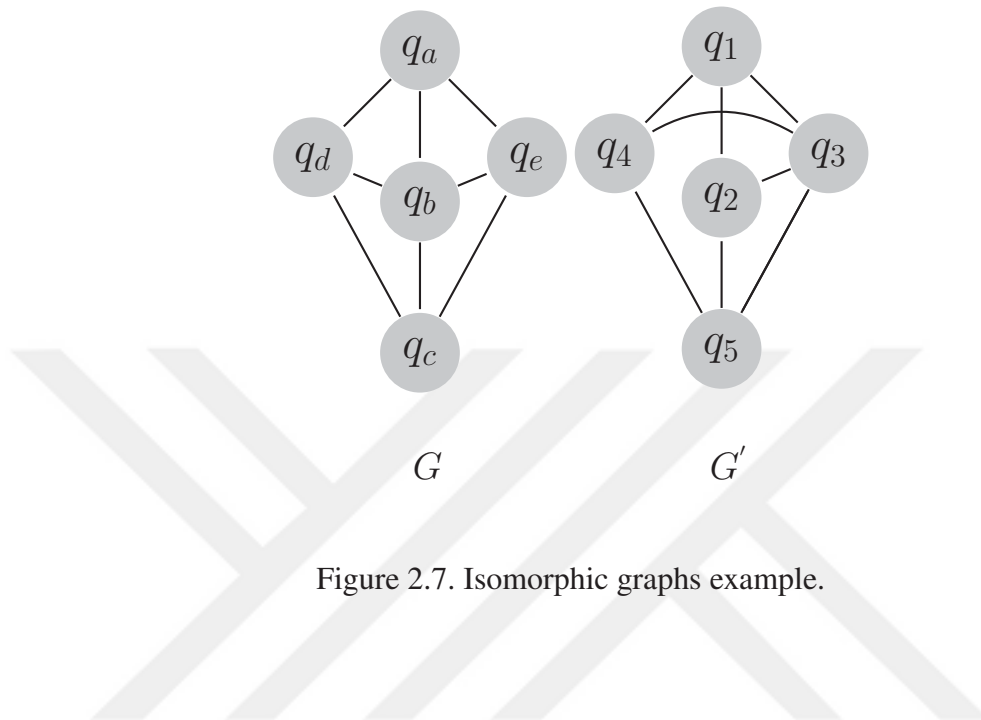 q_a
q_d q_b q_e
q_c
G
q_1
q_4 q_2 q_3
q_5
G'
Figure 2.7. Isomorphic graphs example.